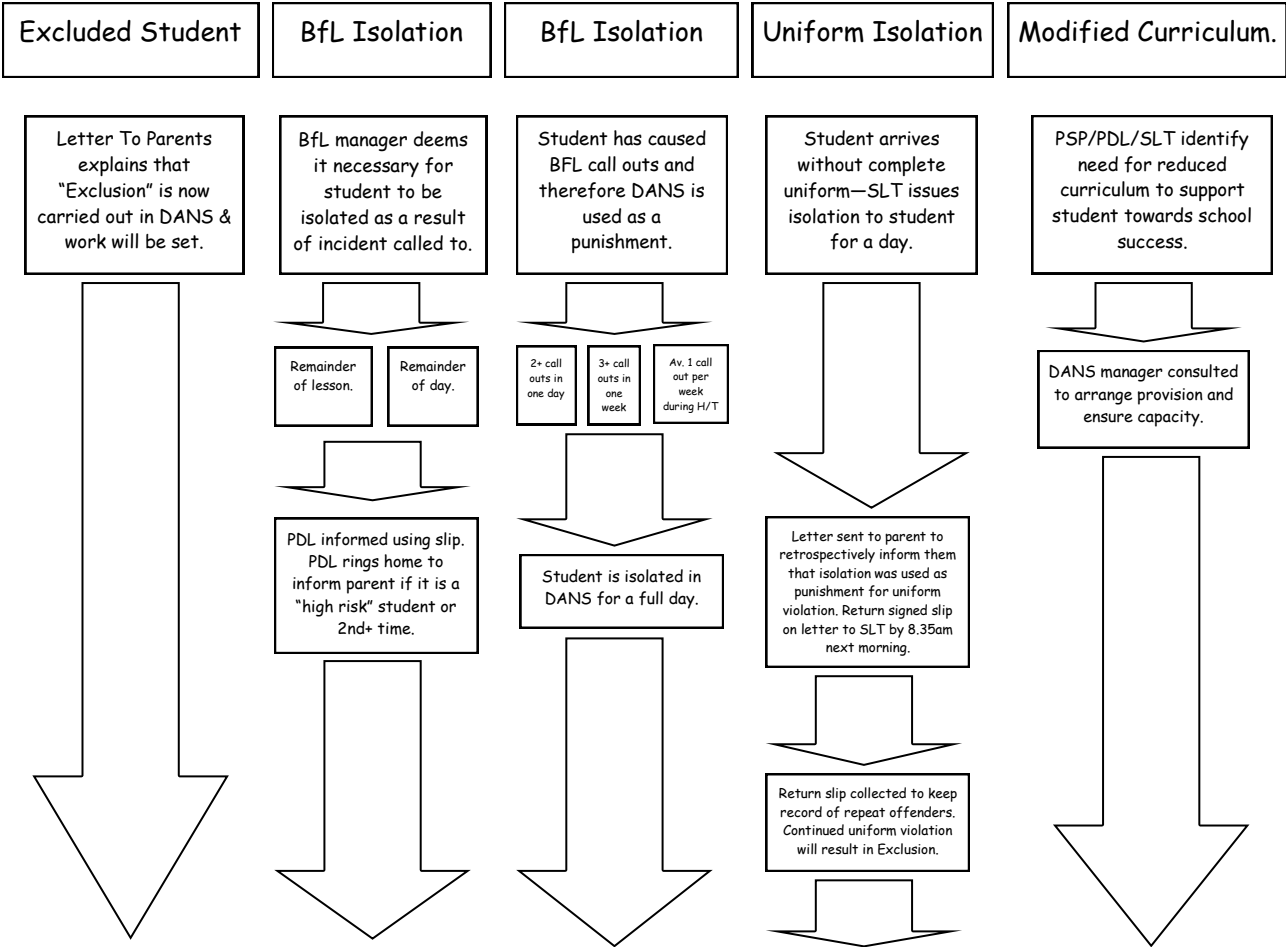 Excluded Student
BfL Isolation
BfL Isolation
Uniform Isolation
Modified Curriculum.
Letter To Parents
explains that
“Exclusion” is now
carried out in DANS &
work will be set.
BfL manager deems
it necessary for
student to be
isolated as a result
of incident called to.
Remainder
of lesson.
Remainder
of day.
PDL informed using slip.
PDL rings home to
inform parent if it is a
“high risk” student or
2nd+ time.
Student has caused
BFL call outs and
therefore DANS is
used as a
punishment.
2+ call
outs in
one day
3+ call
outs in
one
week
Av. 1 call
out per
week
during H/T
Student is isolated in
DANS for a full day.
Student arrives
without complete
uniform—SLT issues
isolation to student
for a day.
Letter sent to parent to
retrospectively inform them
that isolation was used as
punishment for uniform
violation. Return signed slip
on letter to SLT by 8.35am
next morning.
Return slip collected to keep
record of repeat offenders.
Continued uniform violation
will result in Exclusion.
PSP/PDL/SLT identify
need for reduced
curriculum to support
student towards school
success.
DANS manager consulted
to arrange provision and
ensure capacity.